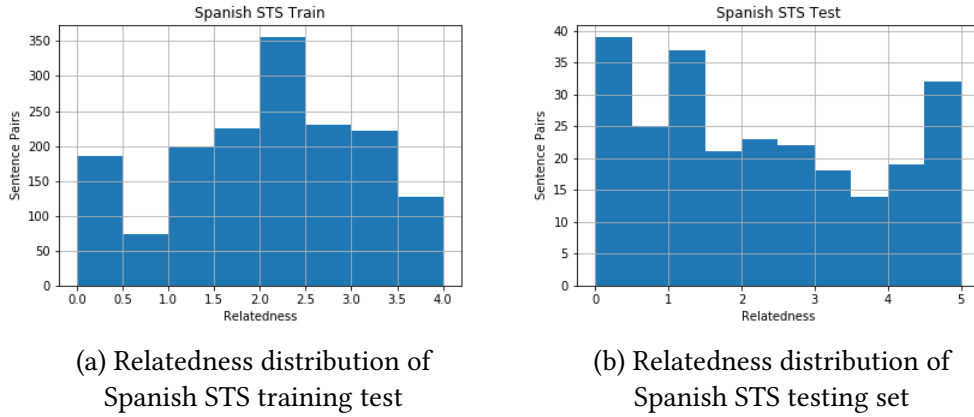 Spanish STS Train
350
300
250
200
150
100
50
0
Sentence Pairs
0.0 0.5 1.0 1.5 2.0 2.5 3.0 3.5 4.0
Relatedness
(a) Relatedness distribution of
Spanish STS training test
Spanish STS Test
40
35
30
25
20
15
10
5
0
Sentence Pairs
0 1 2 3 4 5
Relatedness
(b) Relatedness distribution of
Spanish STS testing set